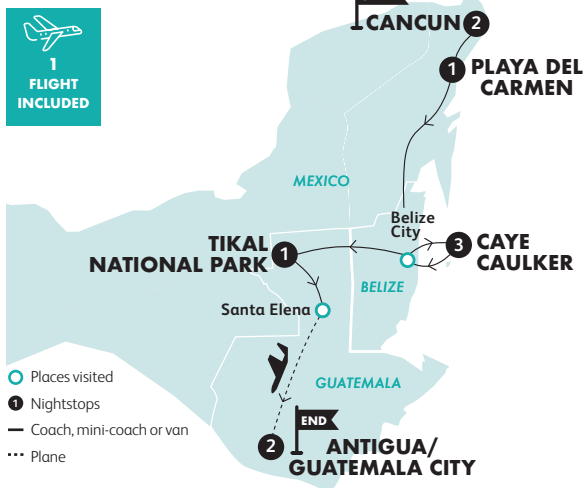 1
FLIGHT
INCLUDED
CANCUN 2
1 PLAYA DEL
CARMEN
MEXICO
Belize
City
TIKAL
NATIONAL PARK 1
3 CAYE
CAULKER
BELIZE
Santa Elena
GUATEMALA
Places visited
1 Nightstops
Coach, mini-coach or van
Plane
END
2 ANTIGUA/
GUATEMALA CITY